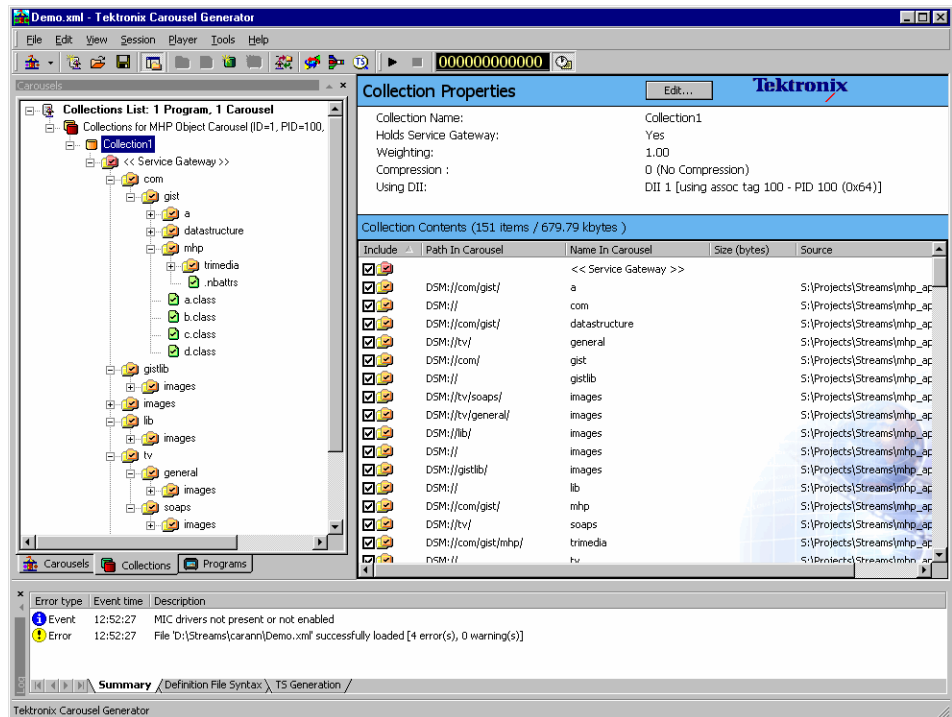 Demo.xml - Tektronix Carousel Generator
File Edit View Session Player Tools Help
TS 000000000000
Carousels
Collections List: 1 Program, 1 Carousel
Collections for MHP Object Carousel (ID=1, PID=100,
Collection1
<< Service Gateway >>
com
gist
a
datastructure
mhp
trimedia
.nbattrs
a.class
b.class
c.class
d.class
gistlib
images
images
lib
images
tv
general
images
soaps
images
Carousels Collections Programs
Collection Properties Edit... Tektronix
Collection Name: Collection1
Holds Service Gateway: Yes
Weighting: 1.00
Compression : 0 (No Compression)
Using DII: DII 1 [using assoc tag 100 - PID 100 (0x64)]
Collection Contents (151 items / 679.79 kbytes )
Include Path In Carousel Name In Carousel Size (bytes) Source
<< Service Gateway >>
DSM://com/gist/ a S:\Projects\Streams\mhp_ap
DSM:// com S:\Projects\Streams\mhp_ap
DSM://com/gist/ datastructure S:\Projects\Streams\mhp_ap
DSM://tv/ general S:\Projects\Streams\mhp_ap
DSM://com/ gist S:\Projects\Streams\mhp_ap
DSM:// gistlib S:\Projects\Streams\mhp_ap
DSM://tv/soaps/ images S:\Projects\Streams\mhp_ap
DSM://tv/general/ images S:\Projects\Streams\mhp_ap
DSM://lib/ images S:\Projects\Streams\mhp_ap
DSM:// images S:\Projects\Streams\mhp_ap
DSM://gistlib/ images S:\Projects\Streams\mhp_ap
DSM:// lib S:\Projects\Streams\mhp_ap
DSM://com/gist/ mhp S:\Projects\Streams\mhp_ap
DSM://tv/ soaps S:\Projects\Streams\mhp_ap
DSM://com/gist/mhp/ trimedia S:\Projects\Streams\mhp_ap
DSM:// tv S:\Projects\Streams\mhp_ap
Error type Event time Description
Event 12:52:27 MIC drivers not present or not enabled
Error 12:52:27 File 'D:\Streams\carann\Demo.xml' successfully loaded [4 error(s), 0 warning(s)]
Log
Summary Definition File Syntax TS Generation
Tektronix Carousel Generator